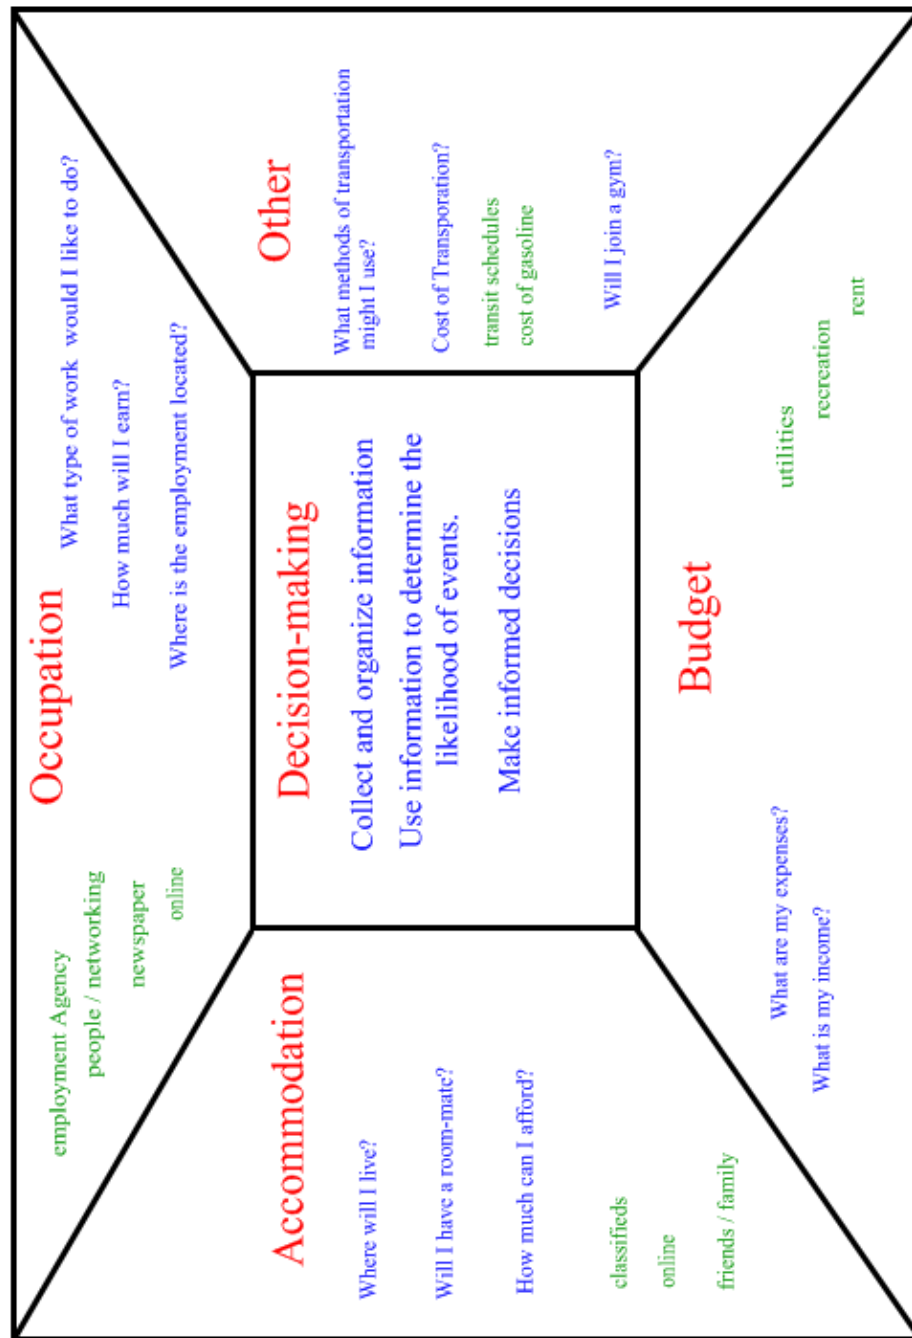 Occupation
employment Agency
people / networking
newspaper
online
What type of work would I like to do?
How much will I earn?
Where is the employment located?
Accommodation
Where will I live?
Will I have a room-mate?
How much can I afford?
classifieds
online
friends / family
Decision-making
Collect and organize information
Use information to determine the
likelihood of events.
Make informed decisions
Other
What methods of transportation
might I use?
Cost of Transporation?
transit schedules
cost of gasoline
Will I join a gym?
Budget
What are my expenses?
What is my income?
utilities
recreation
rent